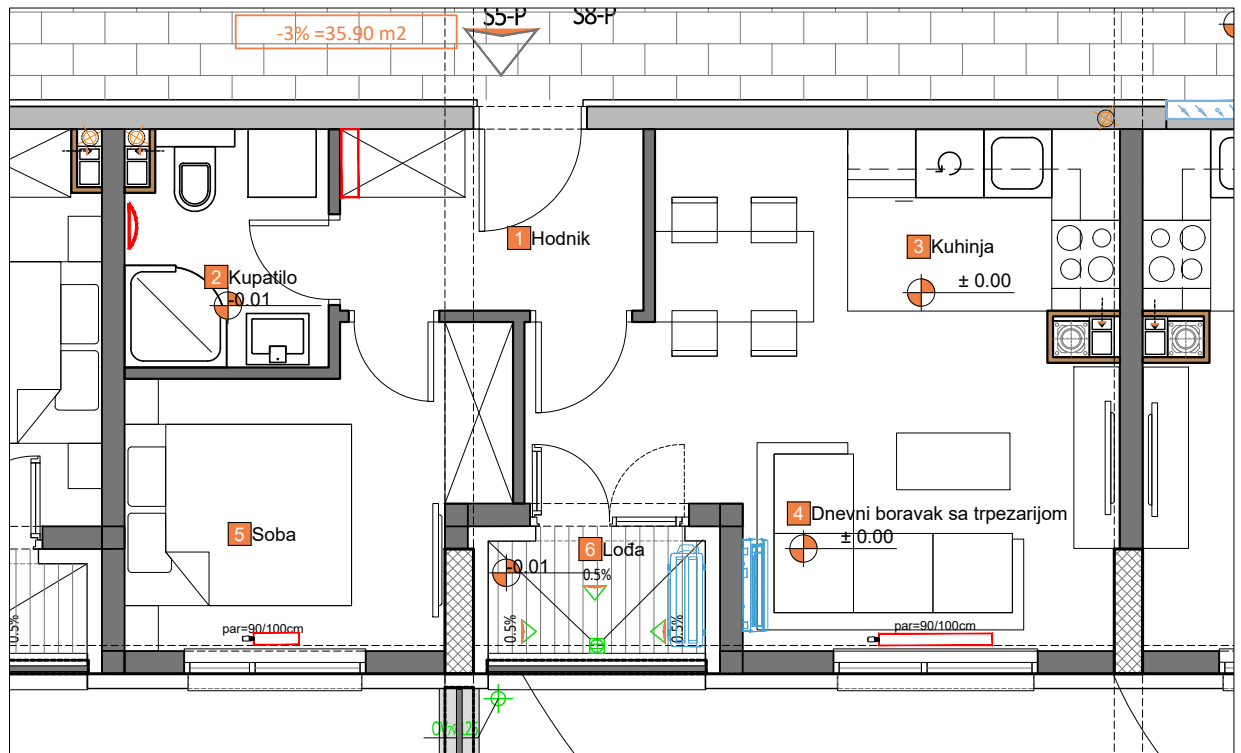 S5-P S8-P
-3% =35.90 m2
1 Hodnik
3 Kuhinja
± 0.00
2 Kupatilo
-0.01
4 Dnevni boravak sa trpezarijom
± 0.00
5 Soba
6 Lođa
-0.01
0.5%
0.5%
0.5%
0.5%
par=90/100cm
par=90/100cm